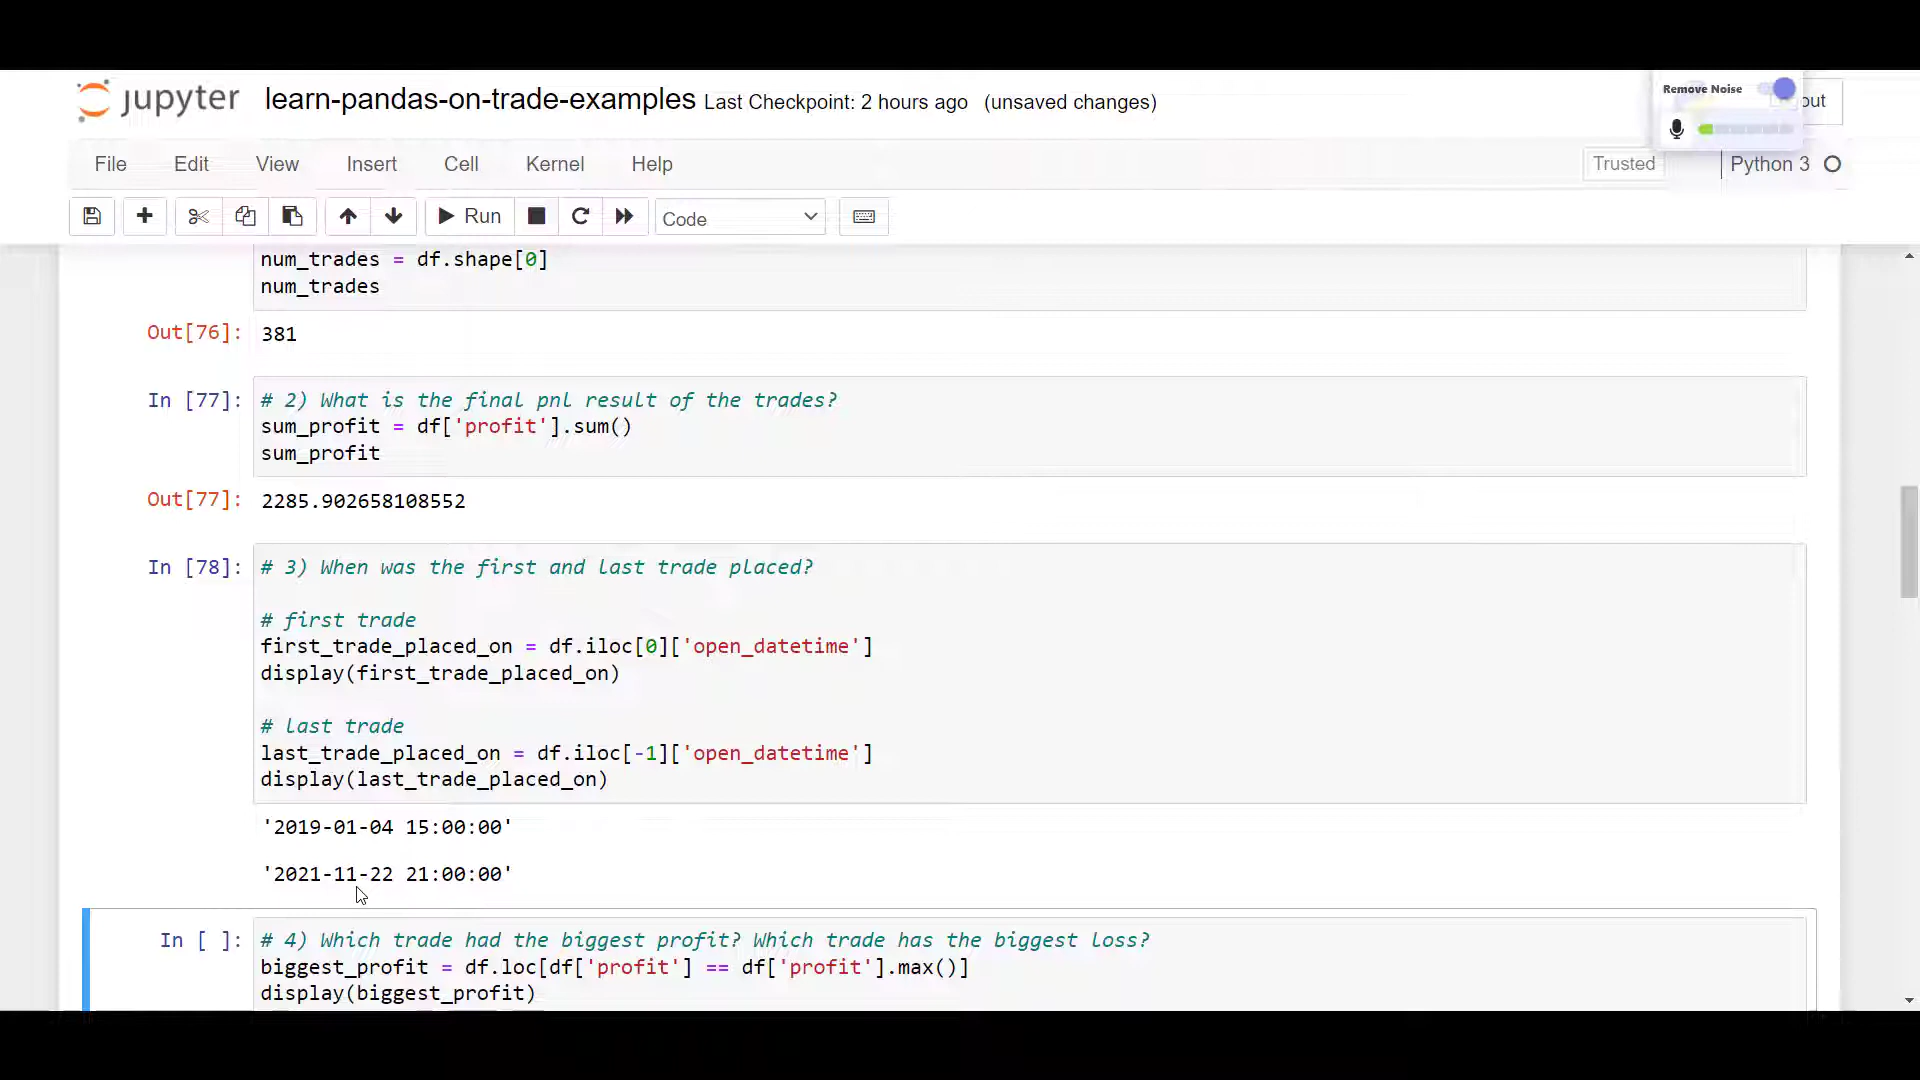 jupyter learn-pandas-on-trade-examples Last Checkpoint: 2 hours ago (unsaved changes)
Remove Noise
out
File Edit View Insert Cell Kernel Help
Trusted Python 3
Run Code
num_trades = df.shape[0]
num_trades
Out[76]: 381
In [77]: # 2) What is the final pnl result of the trades?
sum_profit = df['profit'].sum()
sum_profit
Out[77]: 2285.902658108552
In [78]: # 3) When was the first and last trade placed?
# first trade
first_trade_placed_on = df.iloc[0]['open_datetime']
display(first_trade_placed_on)
# last trade
last_trade_placed_on = df.iloc[-1]['open_datetime']
display(last_trade_placed_on)
'2019-01-04 15:00:00'
'2021-11-22 21:00:00'
In [ ]: # 4) Which trade had the biggest profit? Which trade has the biggest loss?
biggest_profit = df.loc[df['profit'] == df['profit'].max()]
display(biggest_profit)